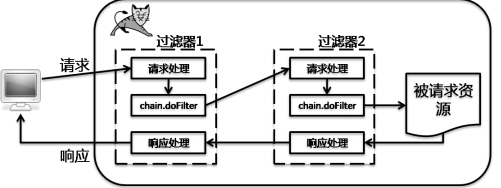 过滤器1
过滤器2
请求
请求处理
请求处理
chain.doFilter
chain.doFilter
被请求资
源
响应处理
响应处理
响应